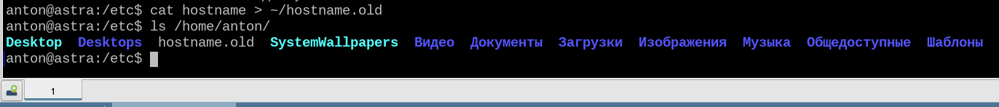 anton@astra:/etc$ cat hostname > ~/hostname.old
anton@astra:/etc$ ls /home/anton/
Desktop  Desktops  hostname.old  SystemWallpapers  Видео  Документы  Загрузки  Изображения  Музыка  Общедоступные  Шаблоны
anton@astra:/etc$
1